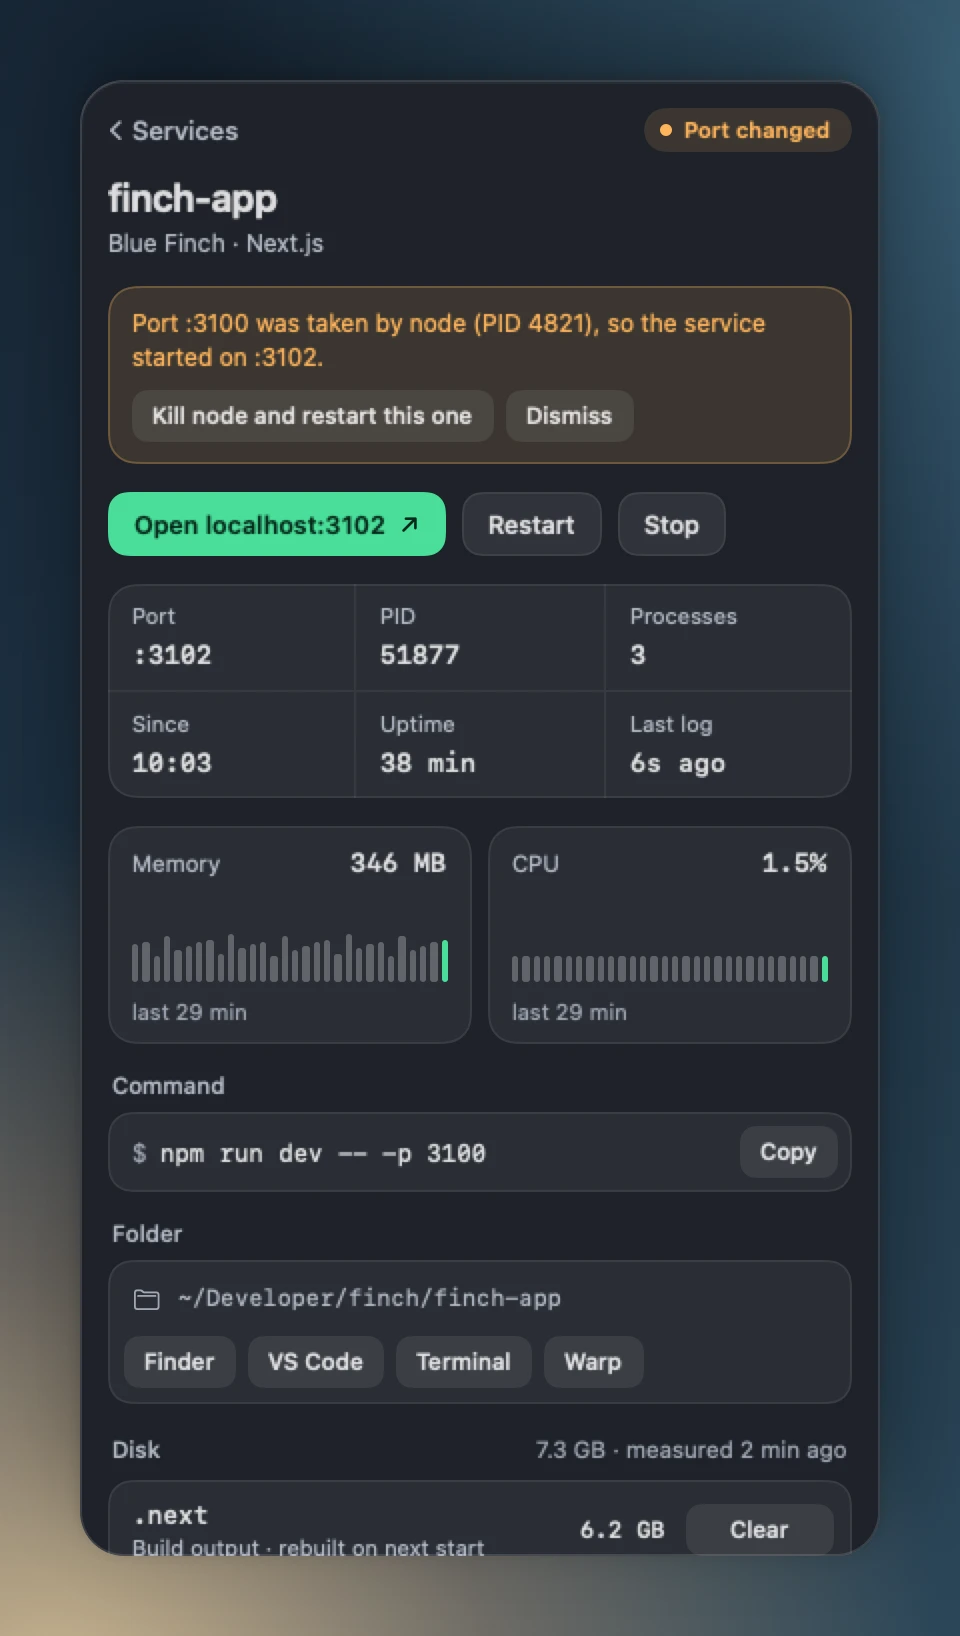 Services
Port changed
finch-app
Blue Finch · Next.js
Port :3100 was taken by node (PID 4821), so the service
started on :3102.
Kill node and restart this one
Dismiss
Open localhost:3102 ↗
Restart
Stop
Port
:3102
PID
51877
Processes
3
Since
10:03
Uptime
38 min
Last log
6s ago
Memory
346 MB
last 29 min
CPU
1.5%
last 29 min
Command
$ npm run dev -- -p 3100
Copy
Folder
~/Developer/finch/finch-app
Finder
VS Code
Terminal
Warp
Disk
7.3 GB · measured 2 min ago
.next
Build output · rebuilt on next start
6.2 GB
Clear